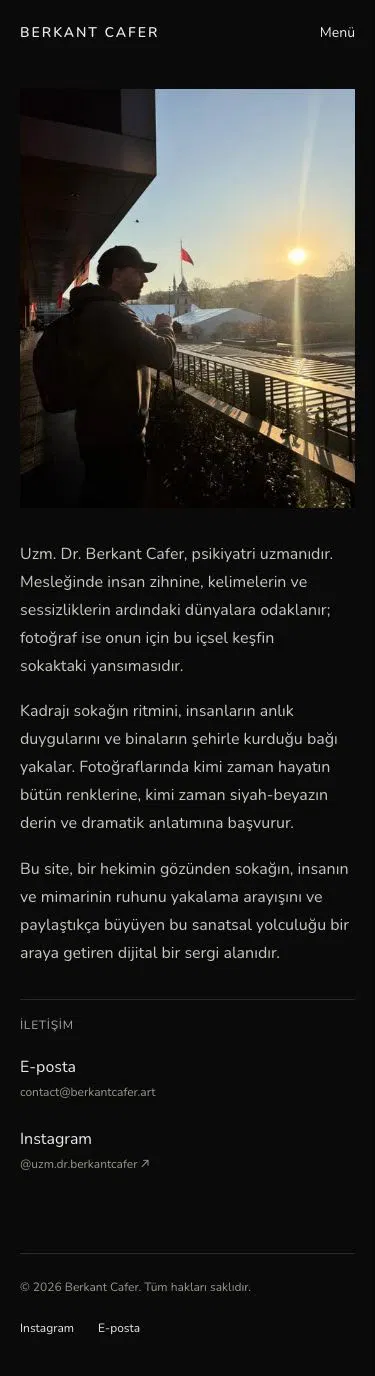 BERKANT CAFER
Menü
Uzm. Dr. Berkant Cafer, psikiyatri uzmanıdır.
Mesleğinde insan zihnine, kelimelerin ve
sessizliklerin ardındaki dünyalara odaklanır;
fotoğraf ise onun için bu içsel keşfin
sokaktaki yansımasıdır.
Kadrajı sokağın ritmini, insanların anlık
duygularını ve binaların şehirle kurduğu bağı
yakalar. Fotoğraflarında kimi zaman hayatın
bütün renklerine, kimi zaman siyah-beyazın
derin ve dramatik anlatımına başvurur.
Bu site, bir hekimin gözünden sokağın, insanın
ve mimarinin ruhunu yakalama arayışını ve
paylaştıkça büyüyen bu sanatsal yolculuğu bir
araya getiren dijital bir sergi alanıdır.
İLETİŞİM
E-posta
contact@berkantcafer.art
Instagram
@uzm.dr.berkantcafer ↗
© 2026 Berkant Cafer. Tüm hakları saklıdır.
Instagram E-posta